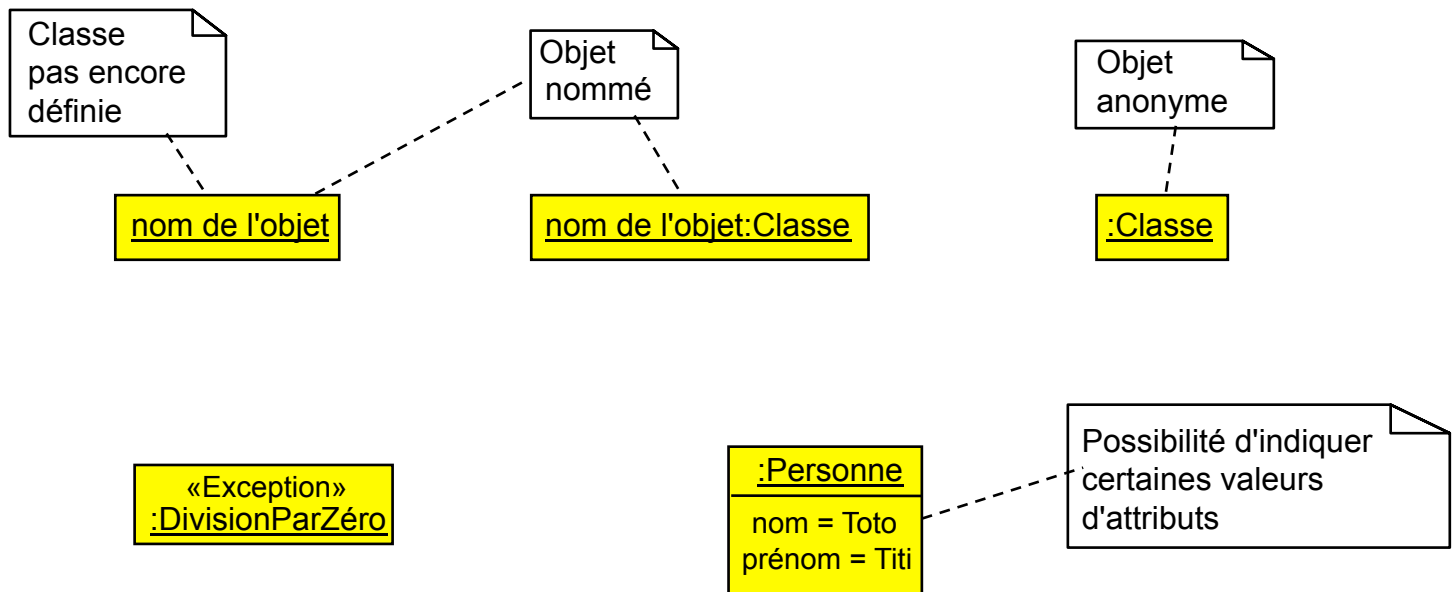 Classe
pas encore
définie
Objet
nommé
Objet
anonyme
nom de l'objet
nom de l'objet:Classe
:Classe
«Exception»
:DivisionParZéro
:Personne
nom = Toto
prénom = Titi
Possibilité d'indiquer
certaines valeurs
d'attributs